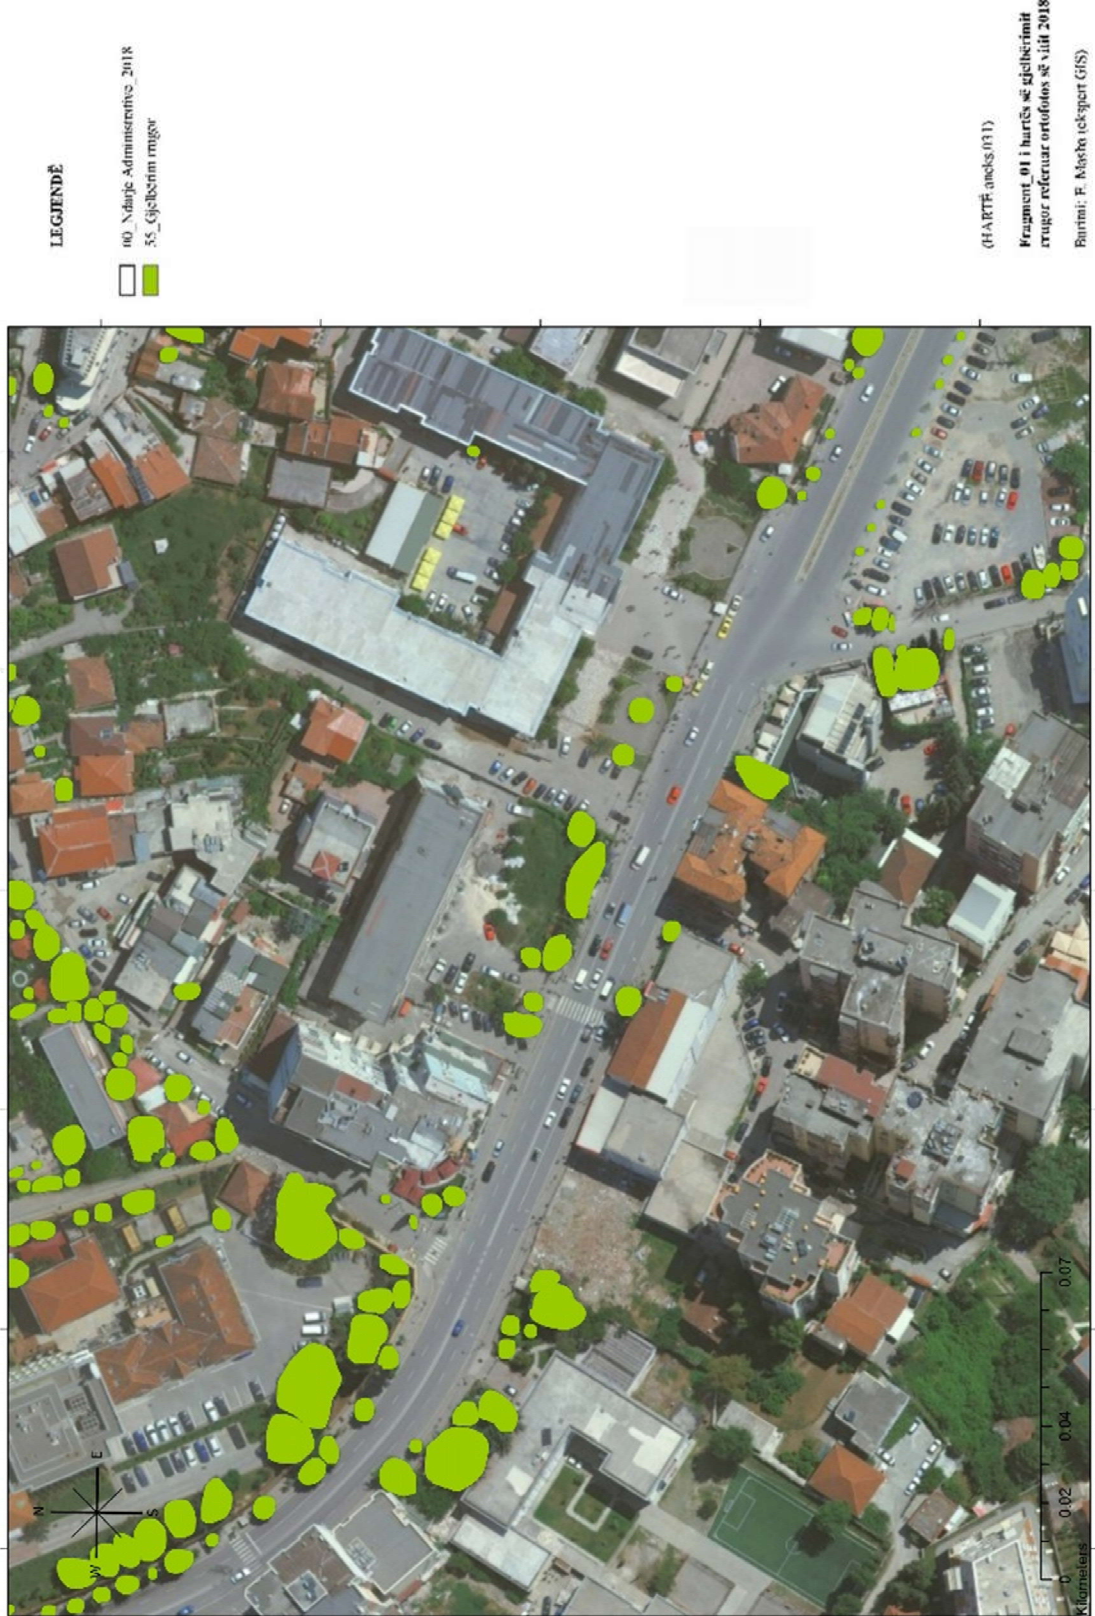 LEGJENDË
00_Ndarje Administrative_2018
55_Gjelbërim rrugor
(HARTË aneks.031)
Fragment_01 i hartës së gjelbërimit
rrugor referuar ortofotos së vitit 2018
Burimi: E. Masha (ekspert GIS)
N
W
E
S
0 0.02 0.04 0.07
Kilometers